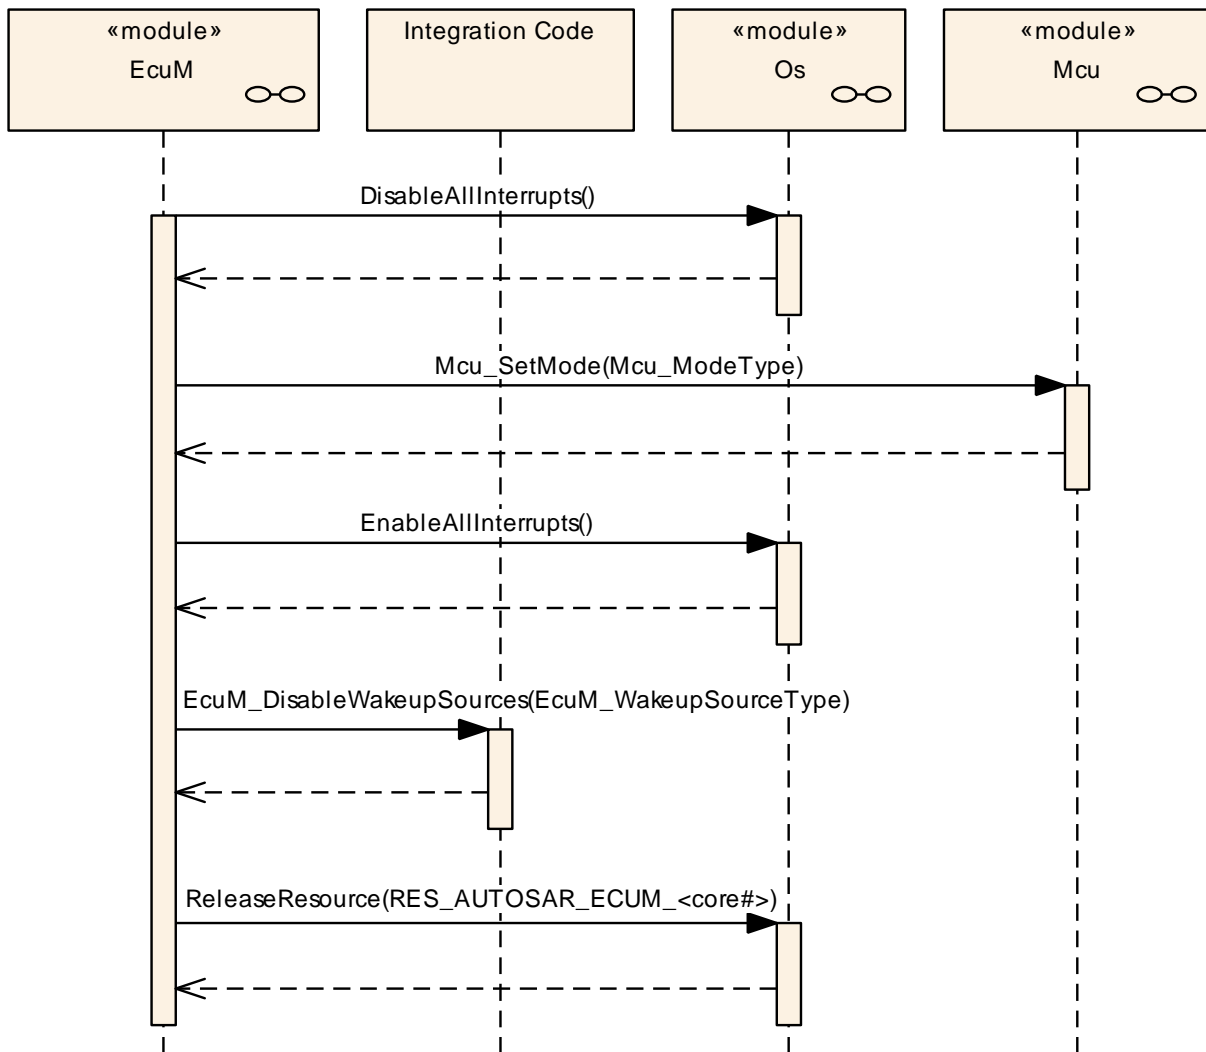 «module»
EcuM
Integration Code
«module»
Os
«module»
Mcu
DisableAllInterrupts()
Mcu_SetMode(Mcu_ModeType)
EnableAllInterrupts()
EcuM_DisableWakeupSources(EcuM_WakeupSourceType)
ReleaseResource(RES_AUTOSAR_ECUM_<core#>)